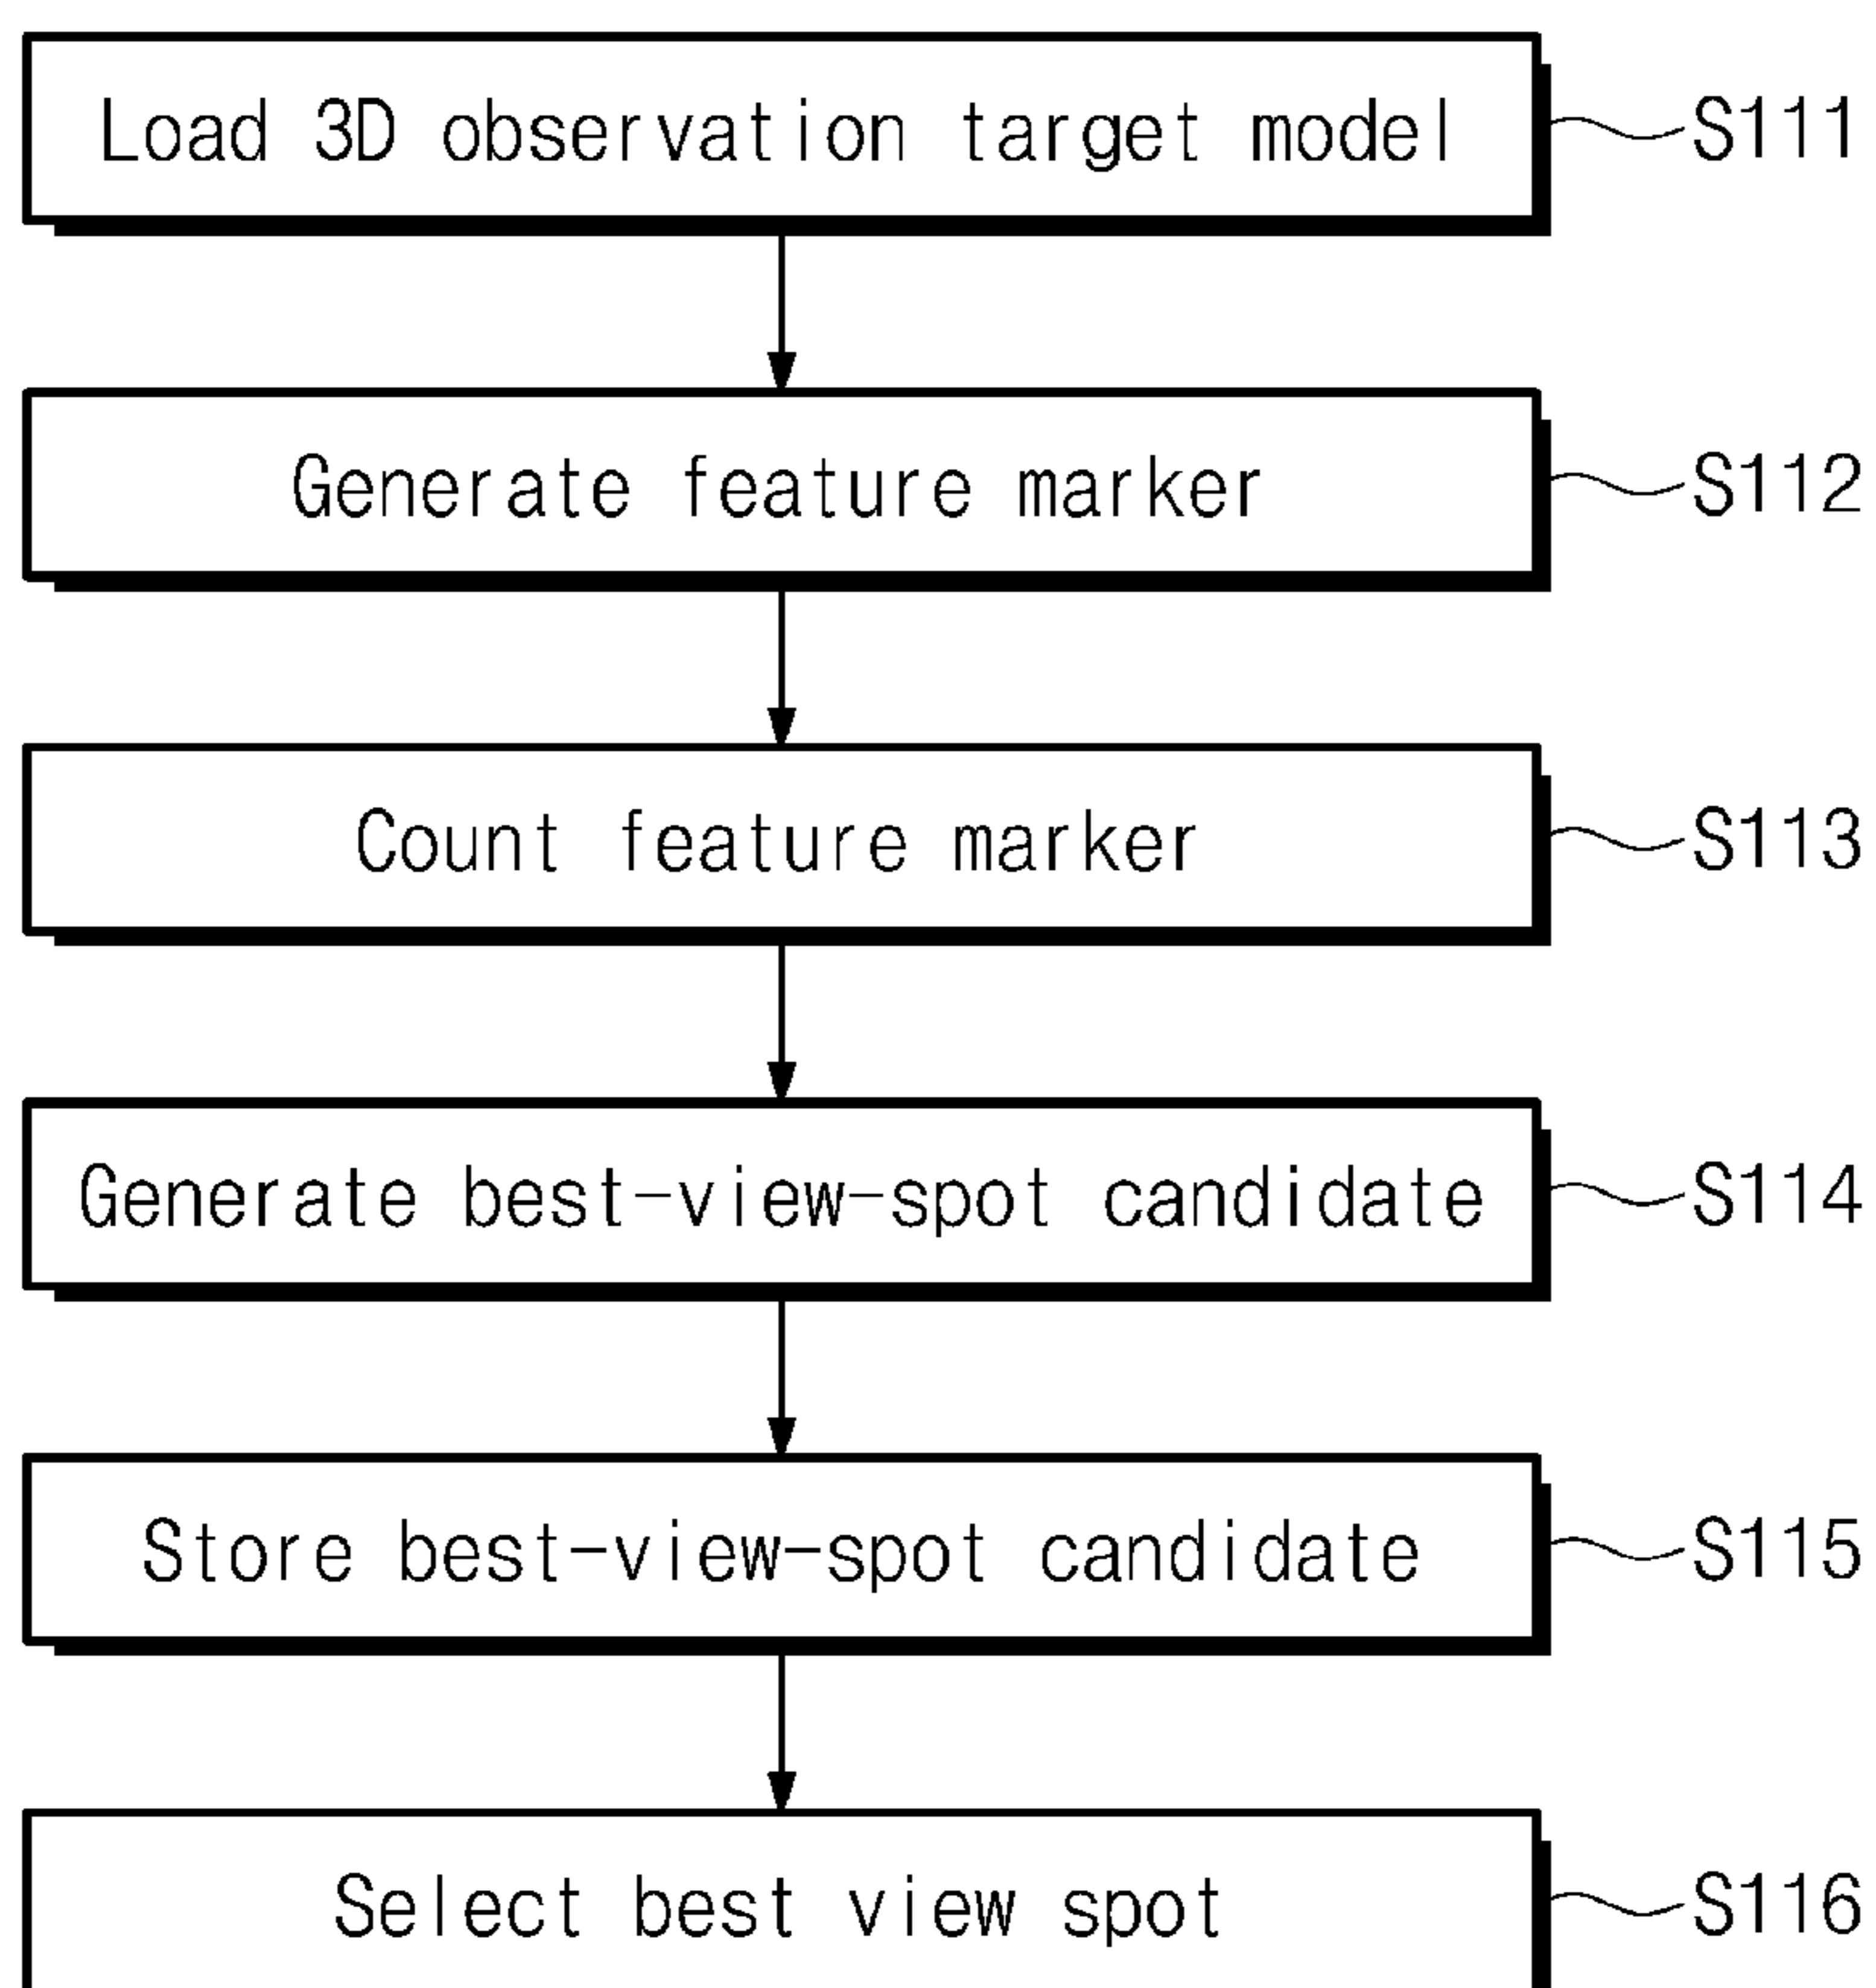 Load 3D observation target model S111
Generate feature marker S112
Count feature marker S113
Generate best-view-spot candidate S114
Store best-view-spot candidate S115
Select best view spot S116